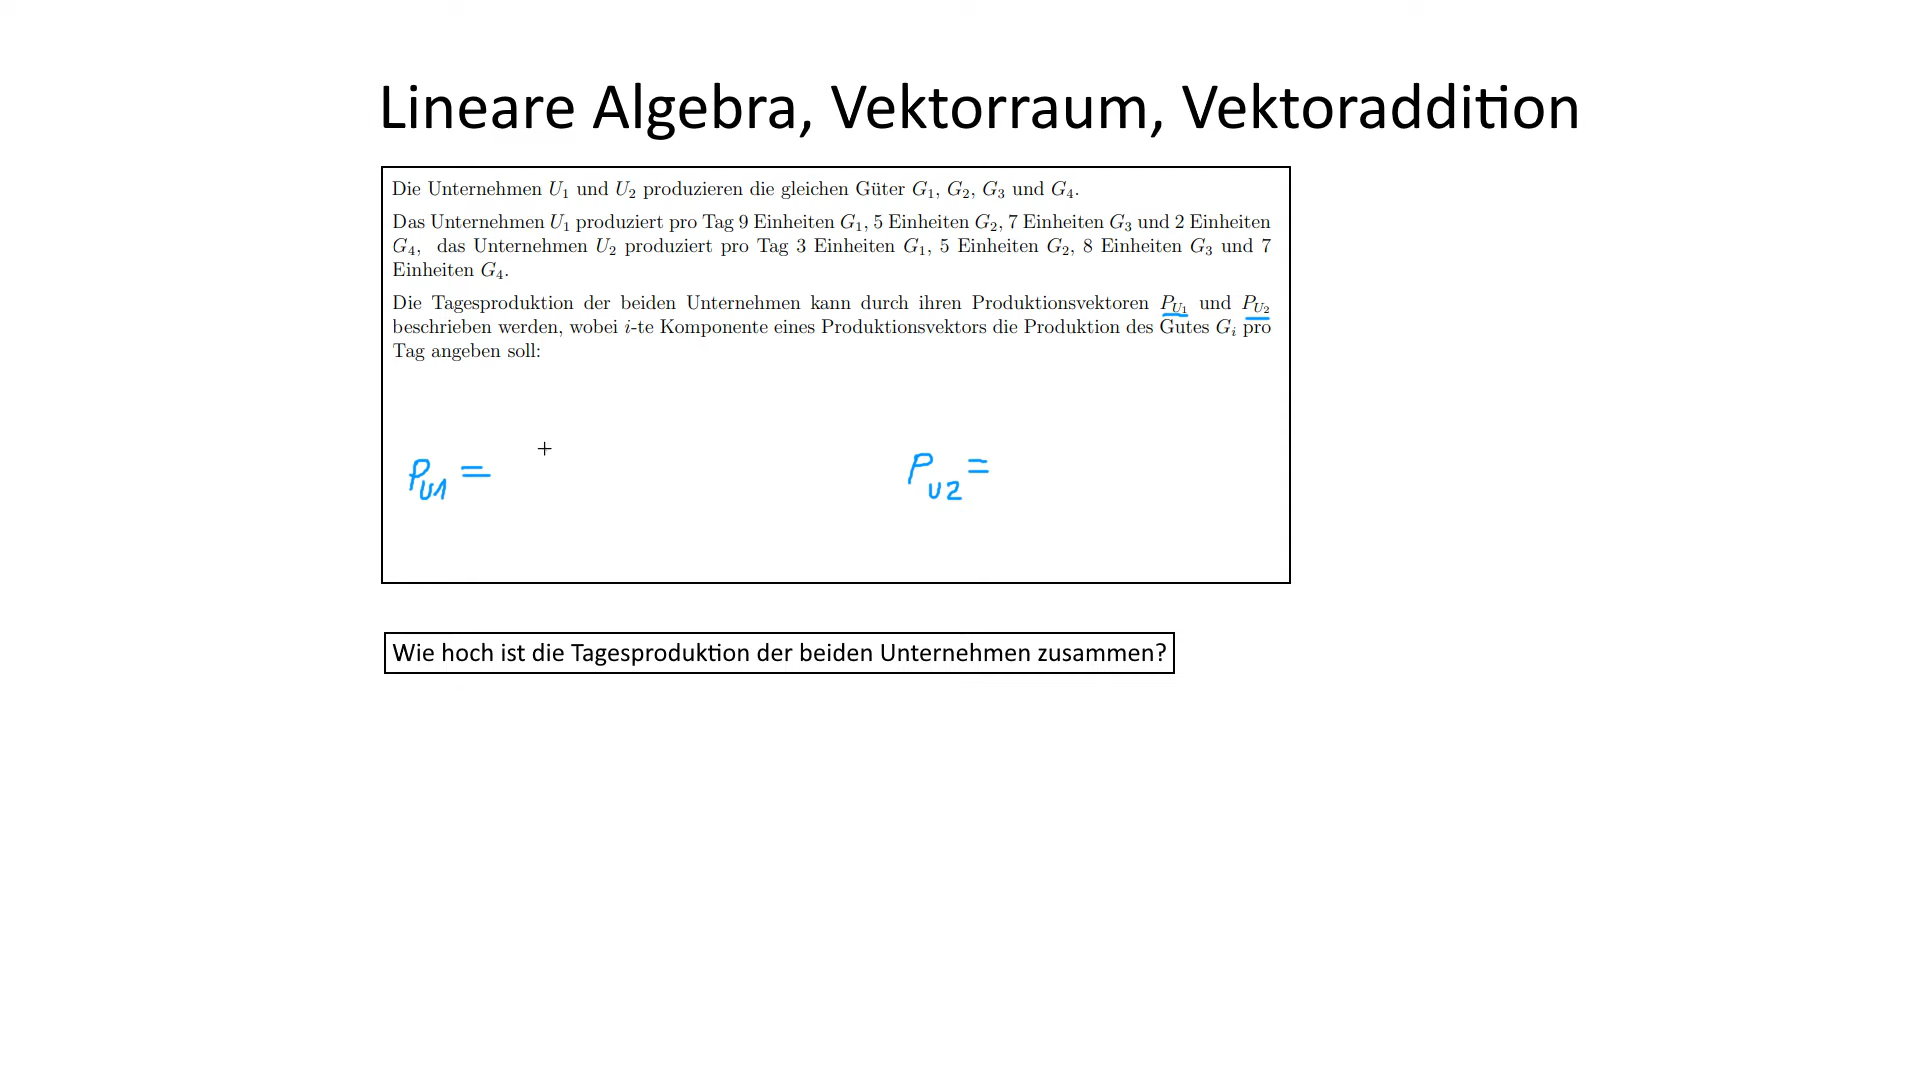 Lineare Algebra, Vektorraum, Vektoraddition
Die Unternehmen U₁ und U₂ produzieren die gleichen Güter G₁, G₂, G₃ und G₄.
Das Unternehmen U₁ produziert pro Tag 9 Einheiten G₁, 5 Einheiten G₂, 7 Einheiten G₃ und 2 Einheiten
G₄, das Unternehmen U₂ produziert pro Tag 3 Einheiten G₁, 5 Einheiten G₂, 8 Einheiten G₃ und 7
Einheiten G₄.
Die Tagesproduktion der beiden Unternehmen kann durch ihren Produktionsvektoren P_U₁ und P_U₂
beschrieben werden, wobei i-te Komponente eines Produktionsvektors die Produktion des Gutes Gᵢ pro
Tag angeben soll:
P_U1 = P_U2 =
Wie hoch ist die Tagesproduktion der beiden Unternehmen zusammen?